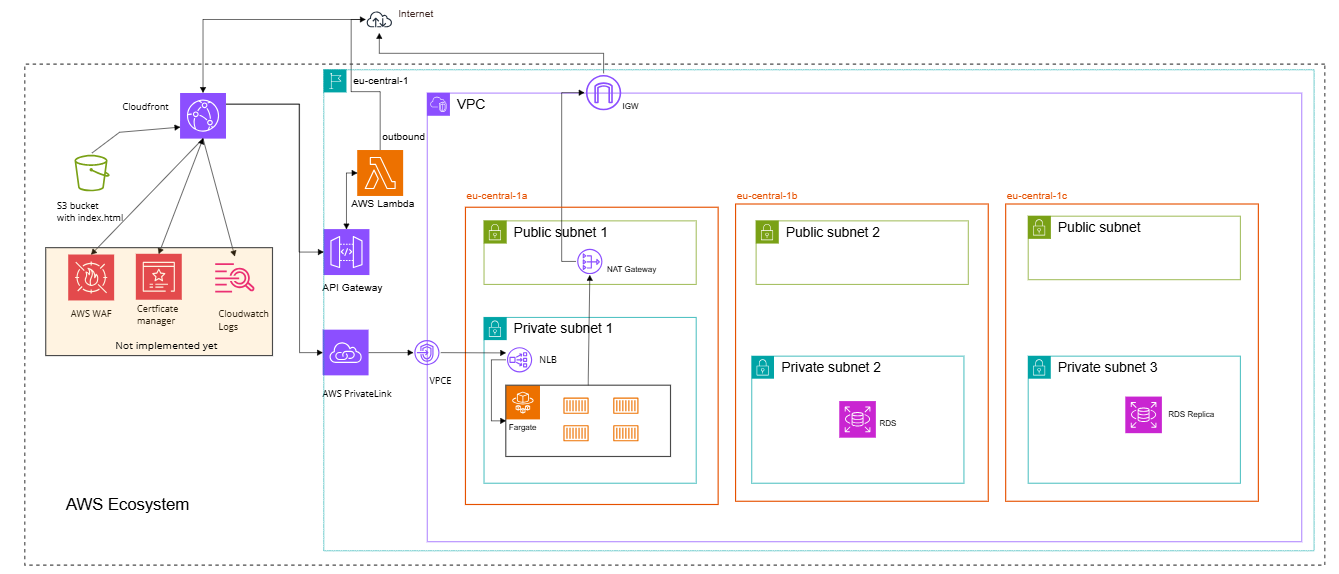 Internet
eu-central-1
Cloudfront
VPC
IGW
outbound
S3 bucket
with index.html
AWS Lambda
eu-central-1a
eu-central-1b
eu-central-1c
Public subnet 1
Public subnet 2
Public subnet
NAT Gateway
API Gateway
AWS WAF
Certficate
manager
Cloudwatch
Logs
Not implemented yet
Private subnet 1
NLB
VPCE
AWS PrivateLink
Fargate
Private subnet 2
RDS
Private subnet 3
RDS Replica
AWS Ecosystem